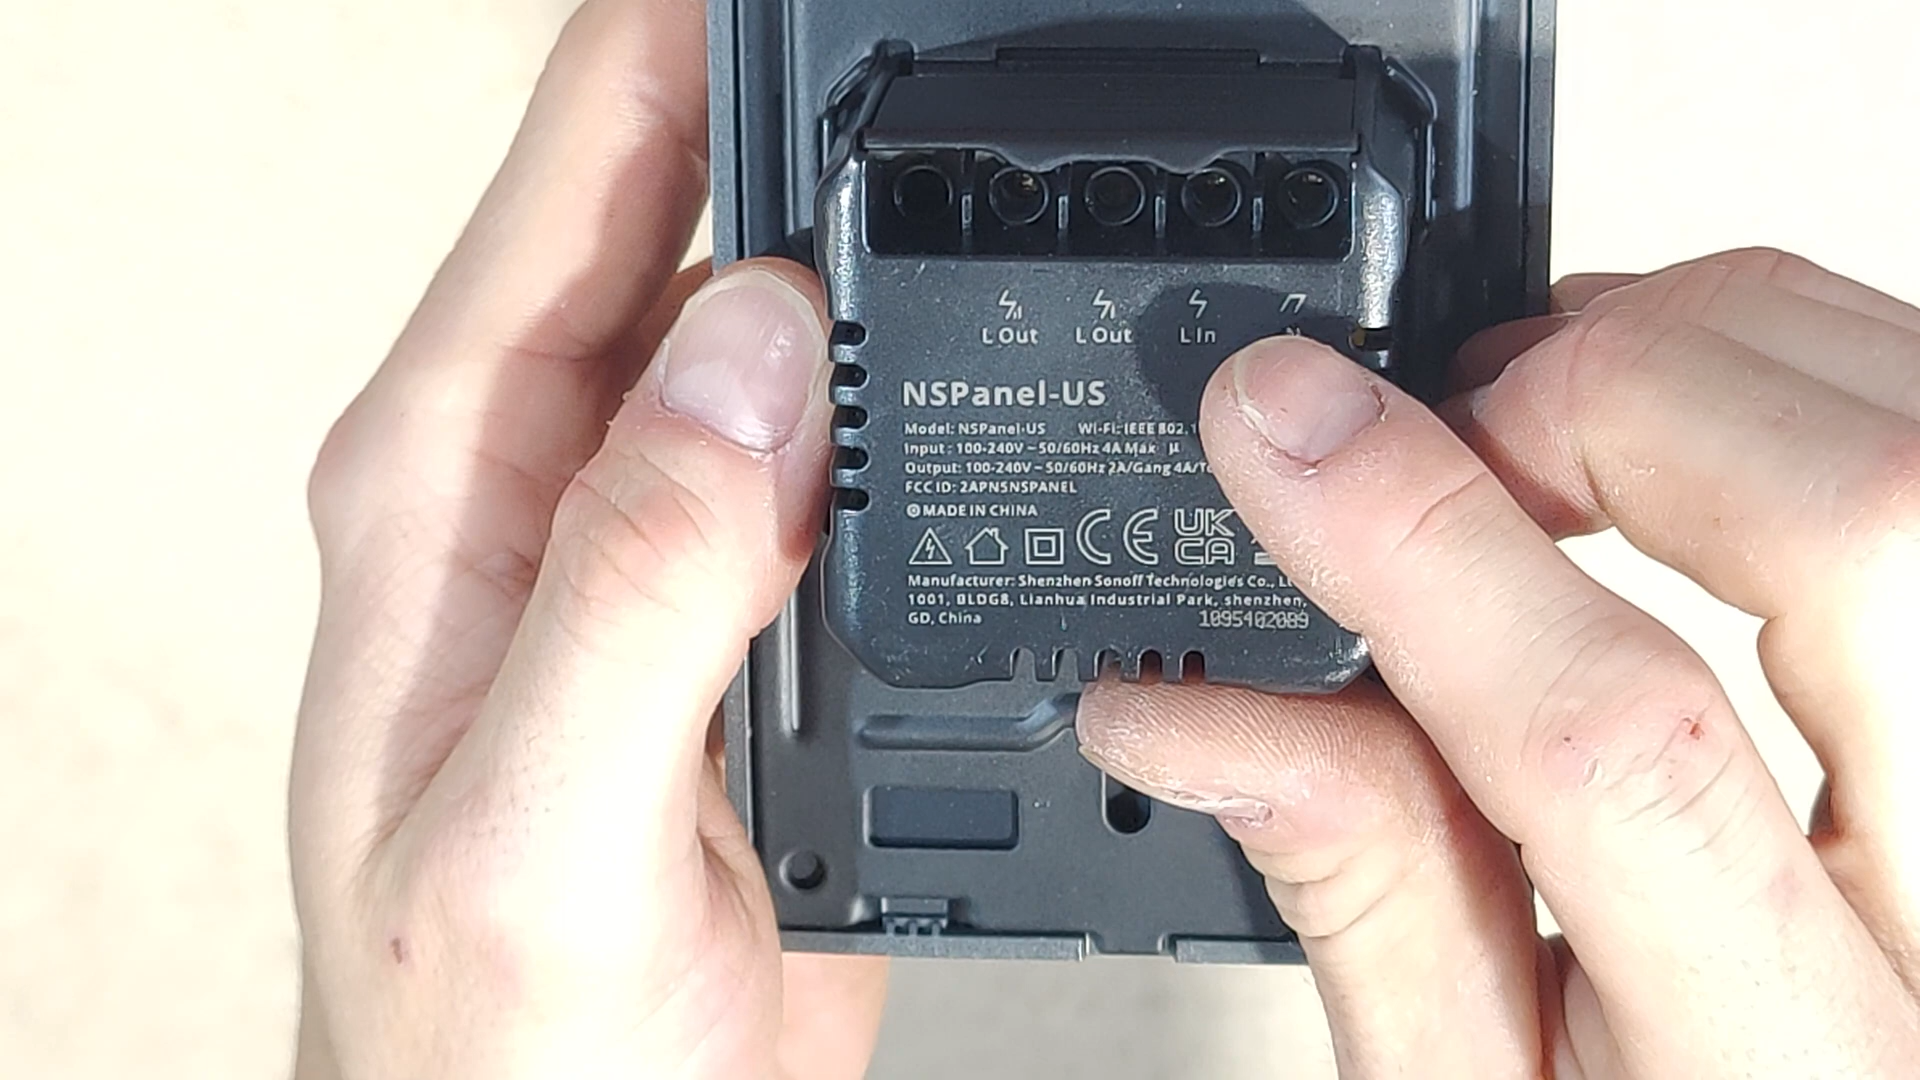 L Out L Out L In N
NSPanel-US
Model: NSPanel-US Wi-Fi: IEEE 802.1
Input : 100-240V ~ 50/60Hz 4A Max μ
Output: 100-240V ~ 50/60Hz 2A/Gang 4A/To
FCC ID: 2APN5NSPANEL
MADE IN CHINA
CE UK CA
Manufacturer: Shenzhen Sonoff Technologies Co., L
1001, BLDG8, Lianhua Industrial Park, shenzhen,
GD, China
1095402089